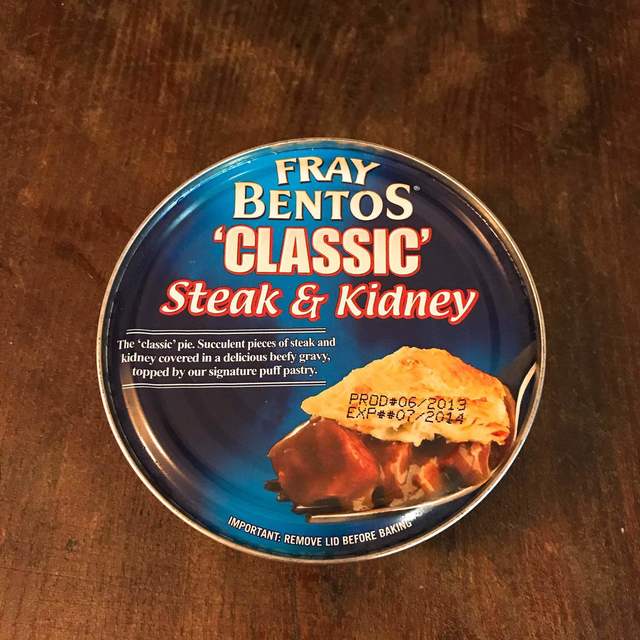 FRAY
BENTOS®
'CLASSIC'
Steak & Kidney
The 'classic' pie. Succulent pieces of steak and
kidney covered in a delicious beefy gravy,
topped by our signature puff pastry.
PROD#06/2013
EXP##07/2014
IMPORTANT: REMOVE LID BEFORE BAKING